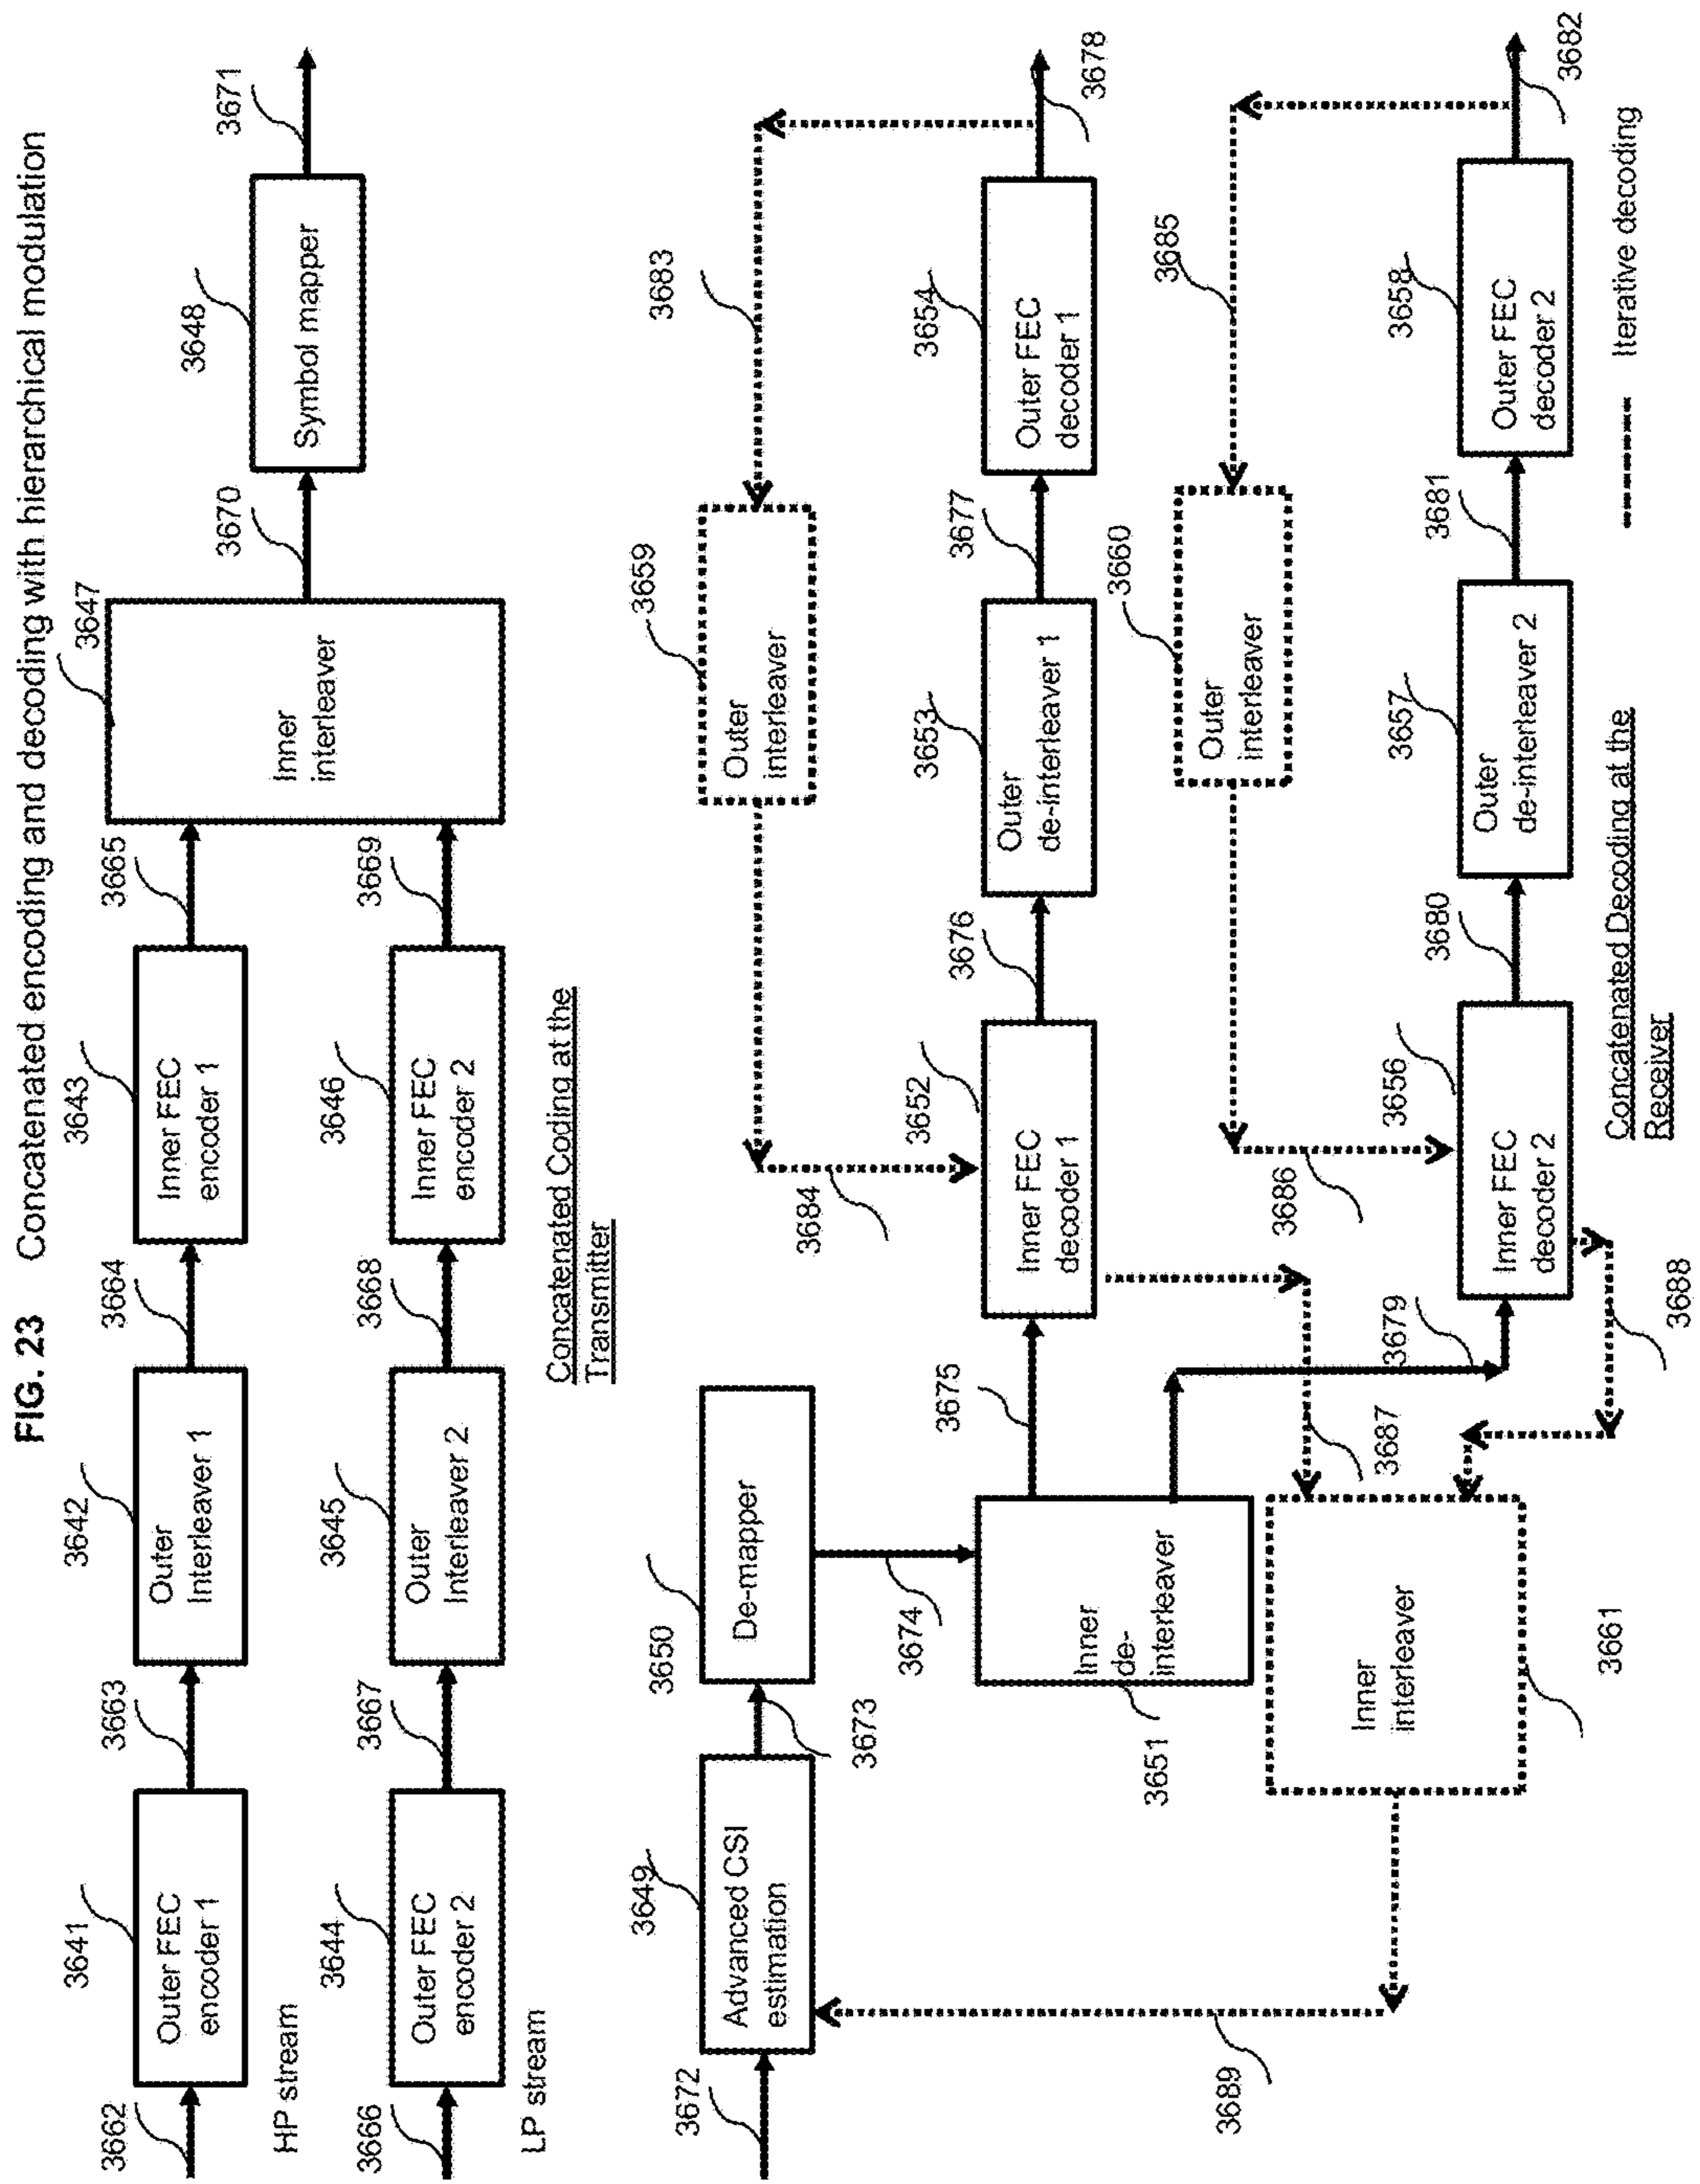 FIG. 23 Concatenated encoding and decoding with hierarchical modulation
3662
3641
Outer FEC
encoder 1
3663
3642
Outer
Interleaver 1
3664
3643
Inner FEC
encoder 1
3665
3647
Inner
interleaver
3670
3648
Symbol mapper
3671
HP stream
3666
3644
Outer FEC
encoder 2
3667
3645
Outer
Interleaver 2
3668
3646
Inner FEC
encoder 2
3669
LP stream
Concatenated Coding at the
Transmitter
3672
3649
Advanced CSI
estimation
3673
3650
De-mapper
3674
3659
Outer
interleaver
3683
3684
3651
Inner
de-
interleaver
3675
3652
Inner FEC
decoder 1
3676
3653
Outer
de-interleaver 1
3677
3654
Outer FEC
decoder 1
3678
3660
Outer
interleaver
3685
3686
3689
3661
Inner
interleaver
3687
3679
3656
Inner FEC
decoder 2
3680
3657
Outer
de-interleaver 2
3681
3658
Outer FEC
decoder 2
3682
3688
Concatenated Decoding at the
Receiver
Iterative decoding